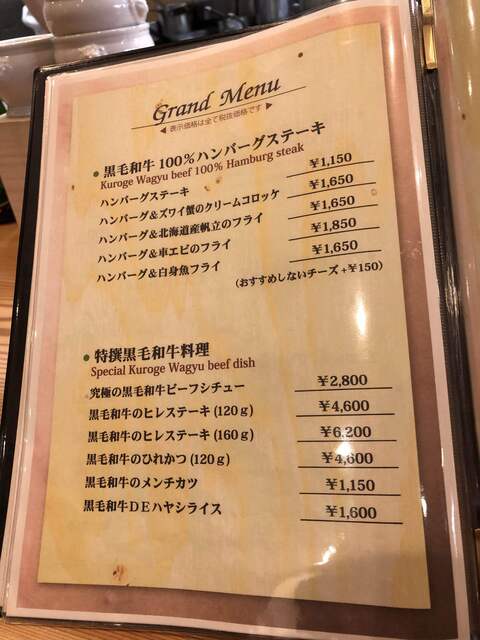 Grand Menu
◀ 表示価格は全て税抜価格です ▶
● 黒毛和牛 100%ハンバーグステーキ
Kuroge Wagyu beef 100% Hamburg steak
ハンバーグステーキ ¥1,150
ハンバーグ&ズワイ蟹のクリームコロッケ ¥1,650
ハンバーグ&北海道産帆立のフライ ¥1,650
ハンバーグ&車エビのフライ ¥1,850
ハンバーグ&白身魚フライ ¥1,650
(おすすめしないチーズ +¥150)
● 特撰黒毛和牛料理
Special Kuroge Wagyu beef dish
究極の黒毛和牛ビーフシチュー ¥2,800
黒毛和牛のヒレステーキ (120g) ¥4,600
黒毛和牛のヒレステーキ (160g) ¥6,200
黒毛和牛のひれかつ (120g) ¥4,600
黒毛和牛のメンチカツ ¥1,150
黒毛和牛DEハヤシライス ¥1,600